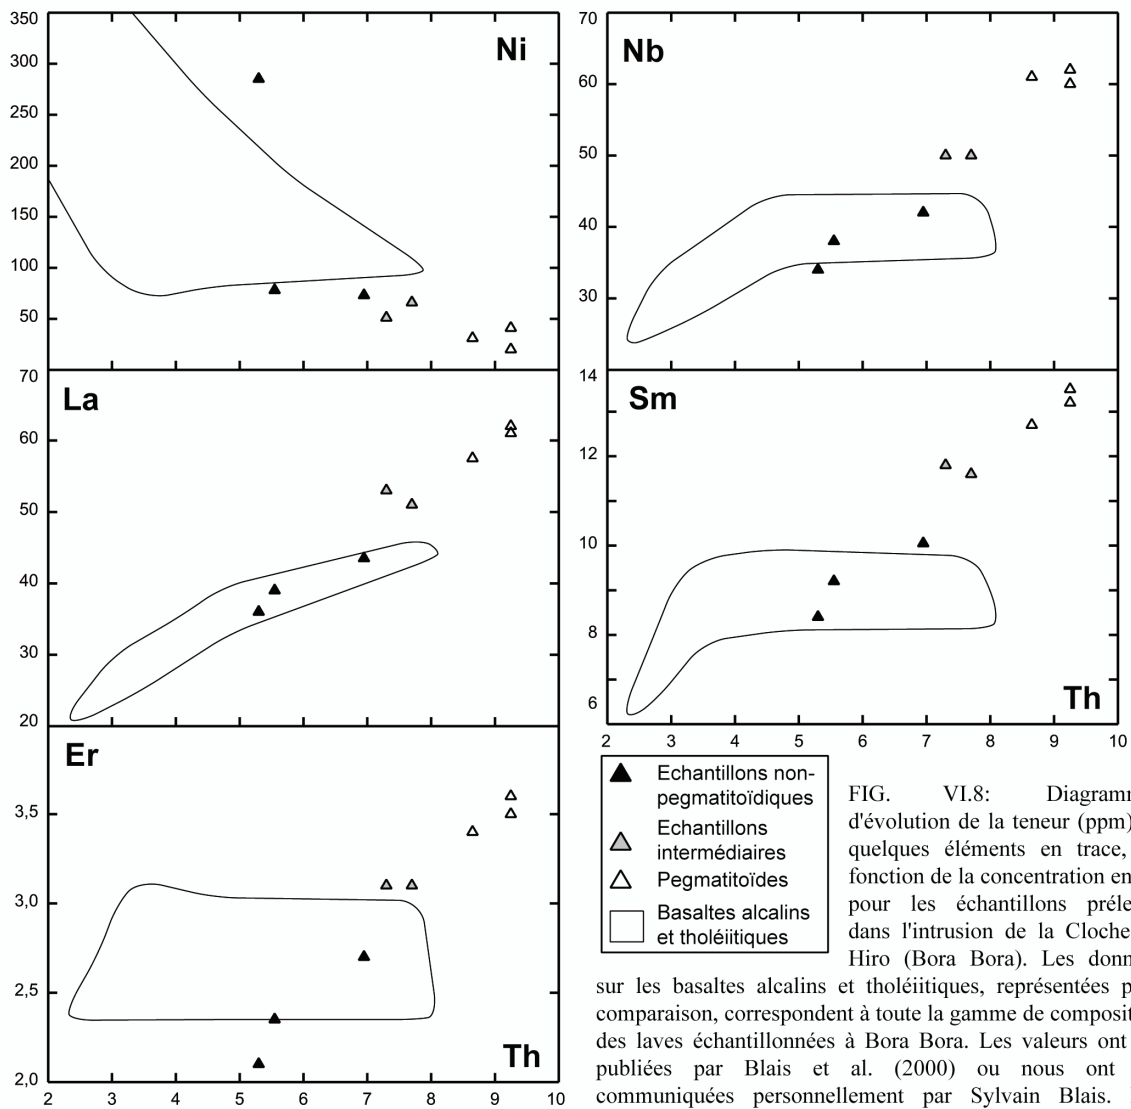 350
300
250
200
150
100
50
Ni
70
60
50
40
30
Nb
70
60
50
40
30
20
La
14
12
10
8
6
Sm
Th
2 3 4 5 6 7 8 9 10
3,5
3,0
2,5
2,0
Er
Th
2 3 4 5 6 7 8 9 10
Echantillons non-
pegmatitoïdiques
Echantillons
intermédiaires
Pegmatitoïdes
Basaltes alcalins
et tholéiitiques
FIG. VI.8:
d'évolution de la teneur (ppm)
quelques éléments en trace,
fonction de la concentration en
pour les échantillons
dans l'intrusion de la
Hiro (Bora Bora). Les
sur les basaltes alcalins et tholéiitiques, représentées
comparaison, correspondent à toute la gamme de
des laves échantillonnées à Bora Bora. Les valeurs ont
publiées par Blais et al. (2000) ou nous ont
communiquées personnellement par Sylvain Blais.